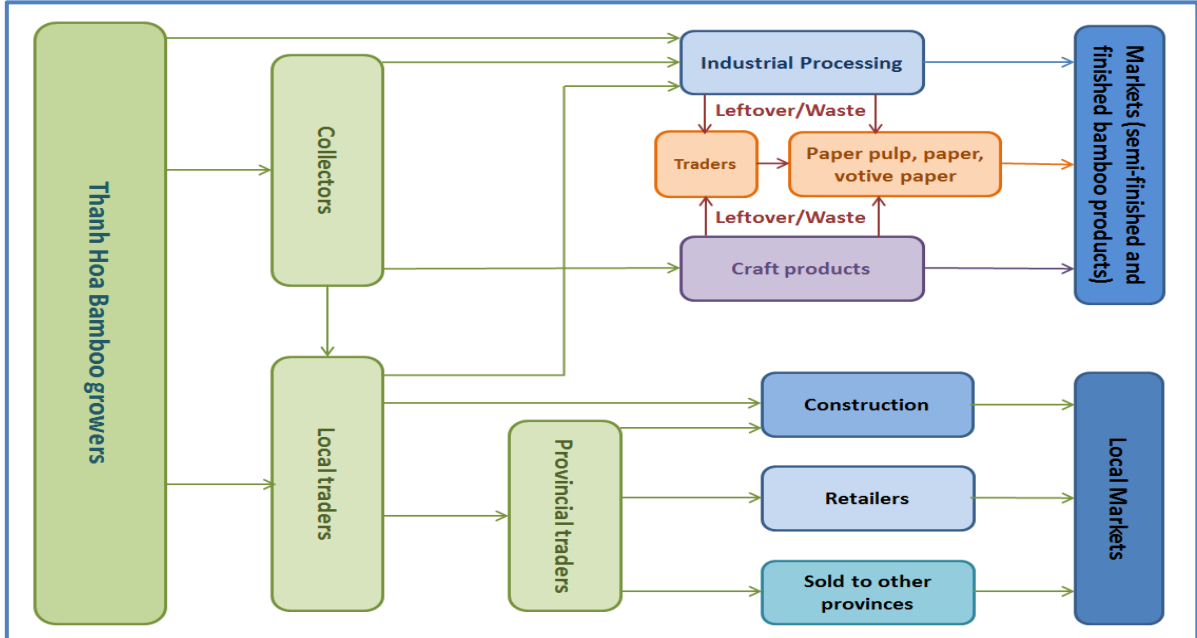 Thanh Hoa Bamboo growers
Collectors
Local traders
Provincial traders
Industrial Processing
Leftover/Waste
Traders
Paper pulp, paper,
votive paper
Leftover/Waste
Craft products
Markets (semi-finished and
finished bamboo products)
Construction
Retailers
Sold to other
provinces
Local Markets